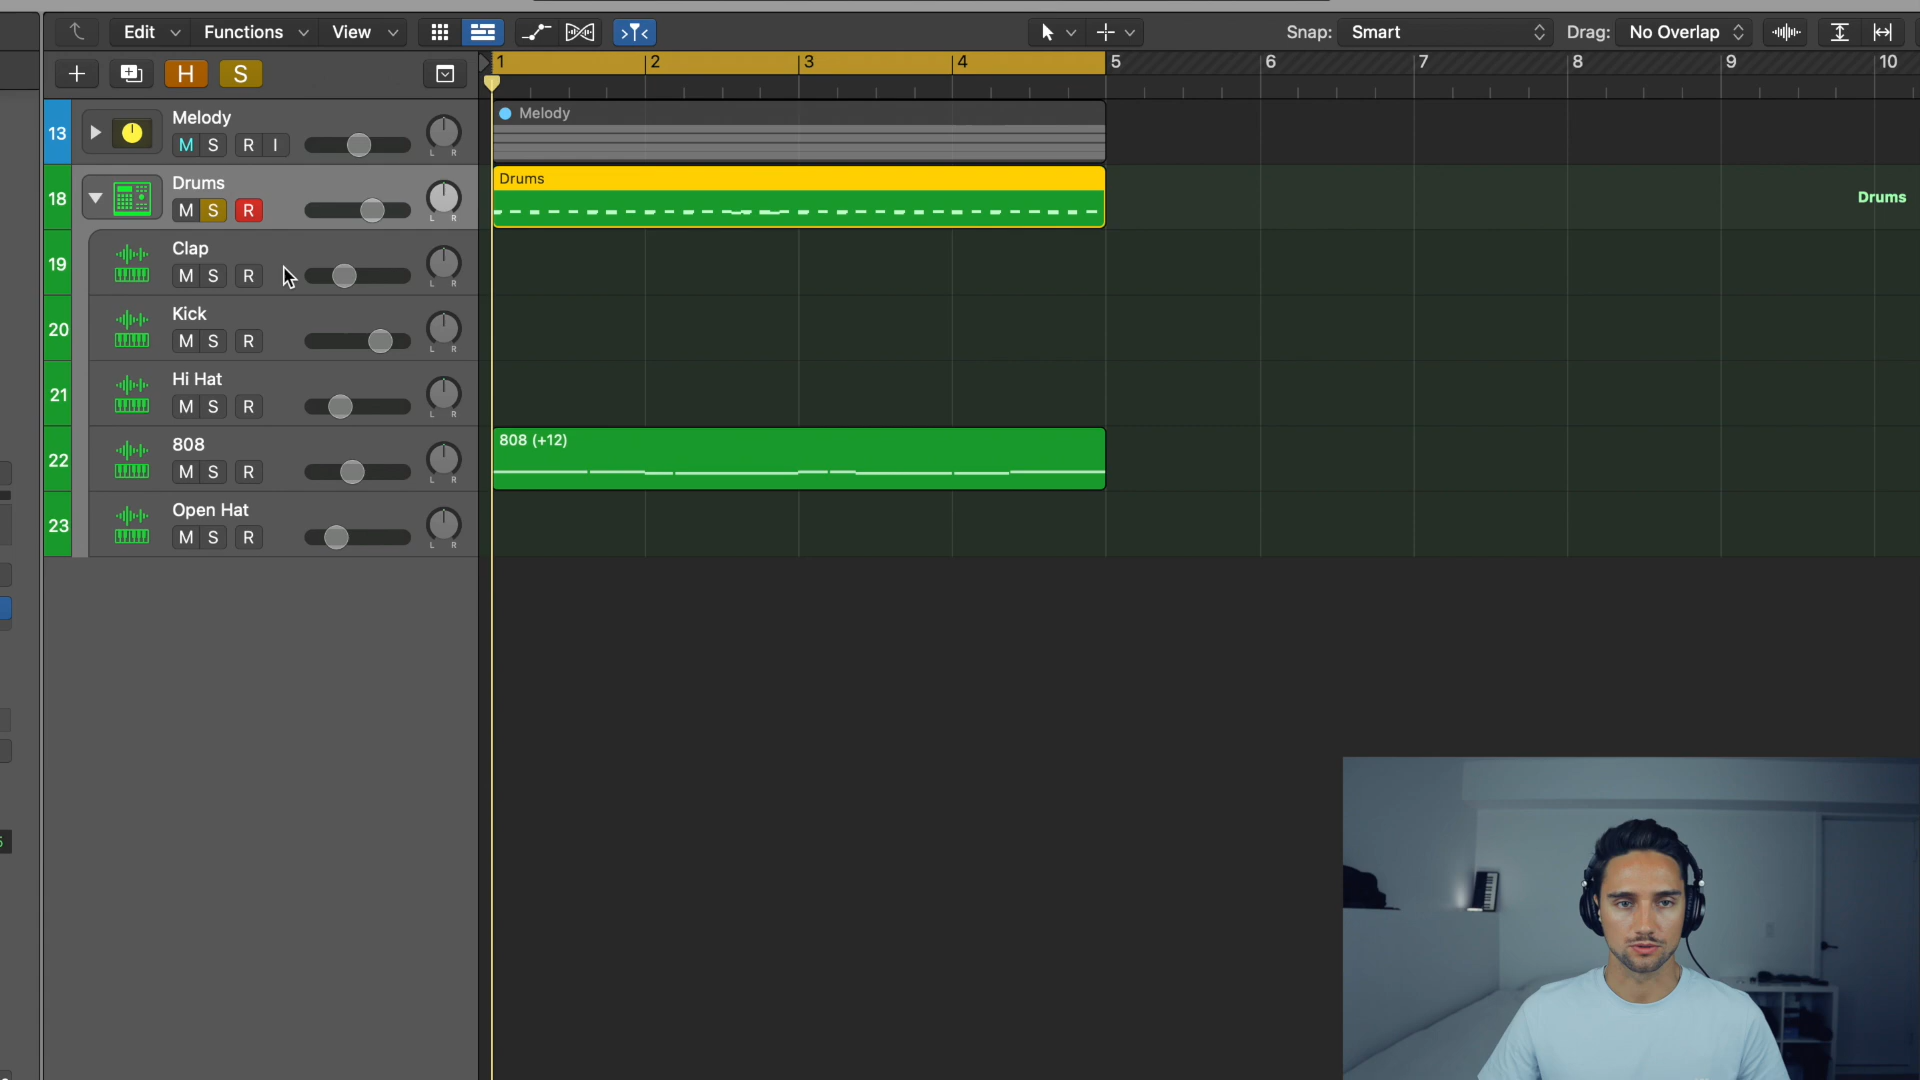 Edit Functions View Snap: Smart Drag: No Overlap
H S 1 2 3 4 5 6 7 8 9 10
13 Melody M S R I L R Melody
18 Drums M S R L R Drums Drums
19 Clap M S R L R
20 Kick M S R L R
21 Hi Hat M S R L R
22 808 M S R L R 808 (+12)
23 Open Hat M S R L R